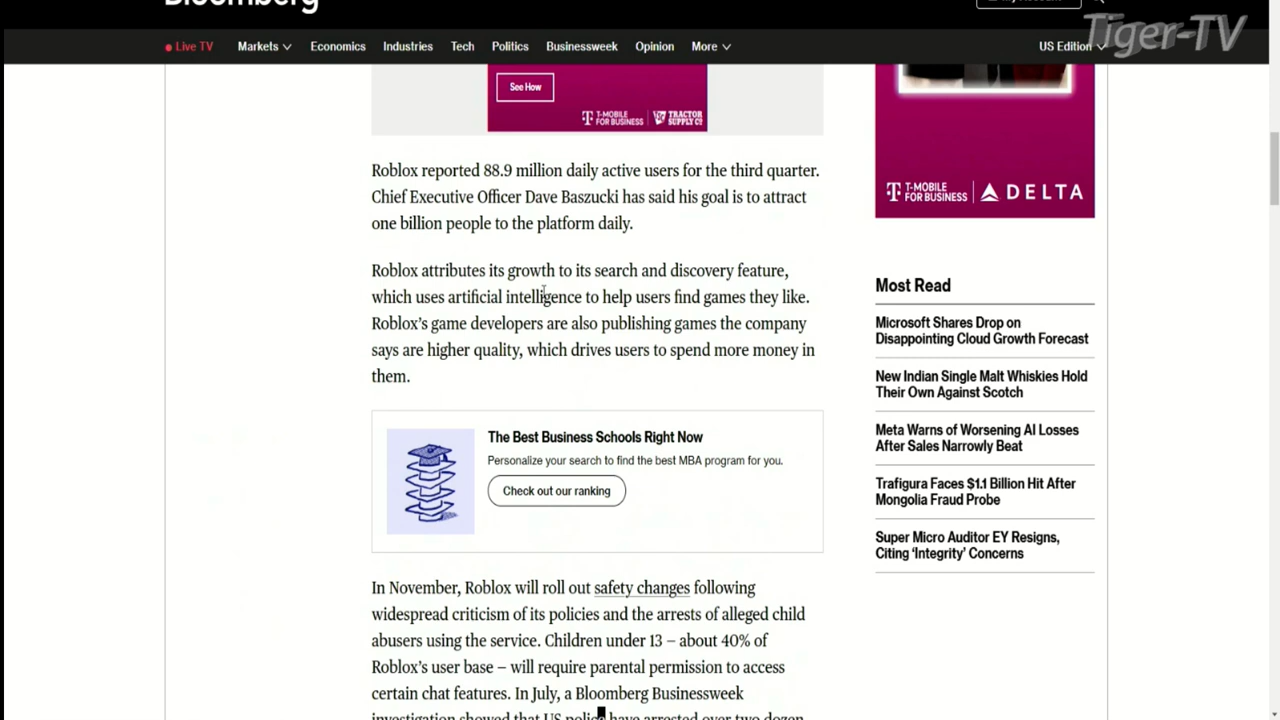 Bloomberg
Tiger-TV
Live TV Markets Economics Industries Tech Politics Businessweek Opinion More US Edition
See How
T-MOBILE FOR BUSINESS TRACTOR SUPPLY CO
T-MOBILE FOR BUSINESS DELTA
Roblox reported 88.9 million daily active users for the third quarter.
Chief Executive Officer Dave Baszucki has said his goal is to attract
one billion people to the platform daily.
Roblox attributes its growth to its search and discovery feature,
which uses artificial intelligence to help users find games they like.
Roblox's game developers are also publishing games the company
says are higher quality, which drives users to spend more money in
them.
The Best Business Schools Right Now
Personalize your search to find the best MBA program for you.
Check out our ranking
In November, Roblox will roll out safety changes following
widespread criticism of its policies and the arrests of alleged child
abusers using the service. Children under 13 – about 40% of
Roblox's user base – will require parental permission to access
certain chat features. In July, a Bloomberg Businessweek
investigation showed that US police have arrested over two dozen
Most Read
Microsoft Shares Drop on
Disappointing Cloud Growth Forecast
New Indian Single Malt Whiskies Hold
Their Own Against Scotch
Meta Warns of Worsening AI Losses
After Sales Narrowly Beat
Trafigura Faces $1.1 Billion Hit After
Mongolia Fraud Probe
Super Micro Auditor EY Resigns,
Citing 'Integrity' Concerns